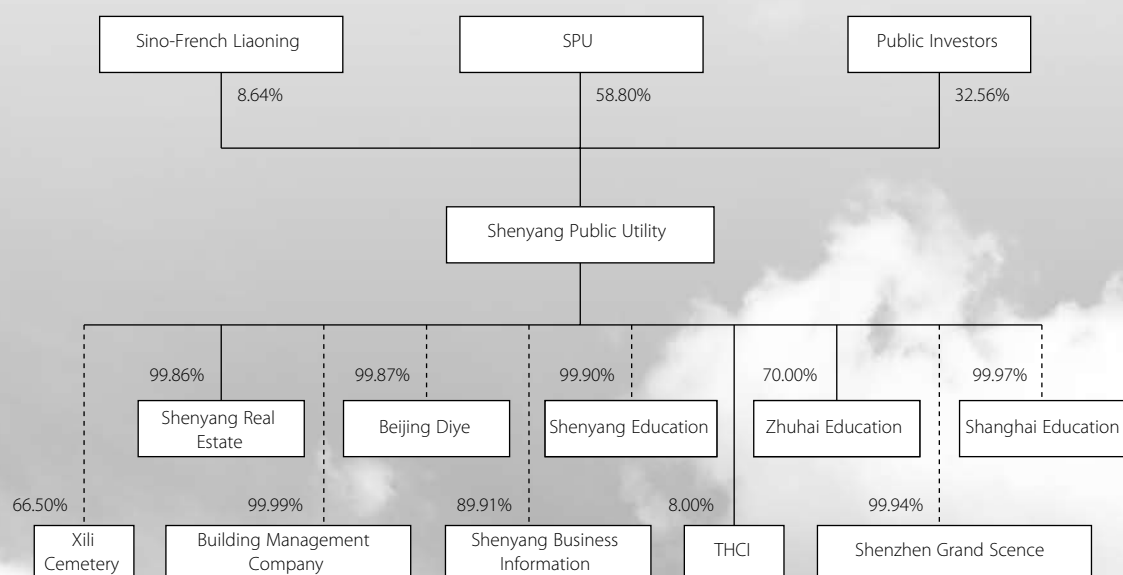 Sino-French Liaoning
SPU
Public Investors
8.64%
58.80%
32.56%
Shenyang Public Utility
99.86%
99.87%
99.90%
70.00%
99.97%
Shenyang Real
Estate
Beijing Diye
Shenyang Education
Zhuhai Education
Shanghai Education
66.50%
99.99%
89.91%
8.00%
99.94%
Xili
Cemetery
Building Management
Company
Shenyang Business
Information
THCI
Shenzhen Grand Scence